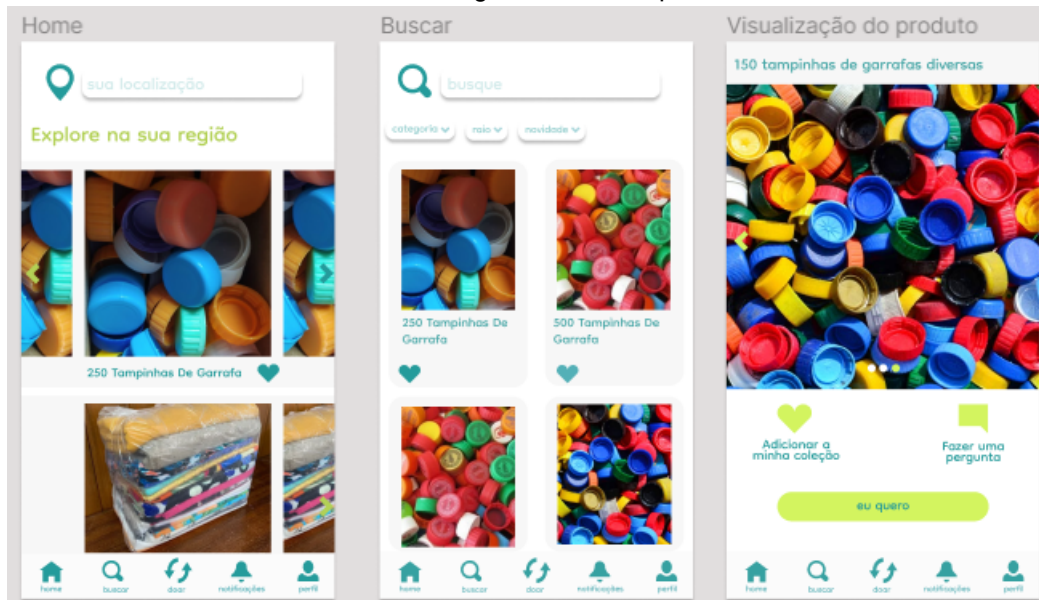 Home
sua localização
Explore na sua região
250 Tampinhas De Garrafa
home
buscar
doar
notificações
perfil
Buscar
busque
categoria
raio
novidade
250 Tampinhas De
Garrafa
500 Tampinhas De
Garrafa
home
buscar
doar
notificações
perfil
Visualização do produto
150 tampinhas de garrafas diversas
Adicionar a
minha coleção
Fazer uma
pergunta
eu quero
home
buscar
doar
notificações
perfil